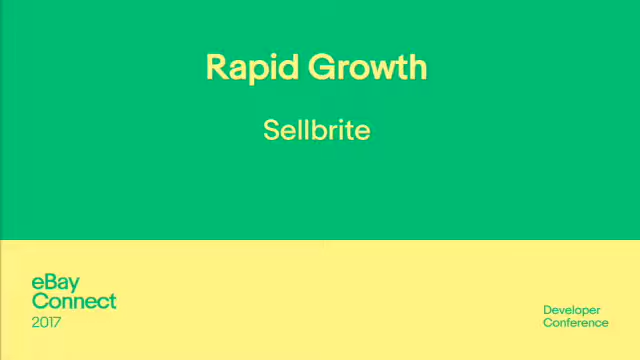 Rapid Growth
Sellbrite
eBay
Connect
2017
Developer
Conference